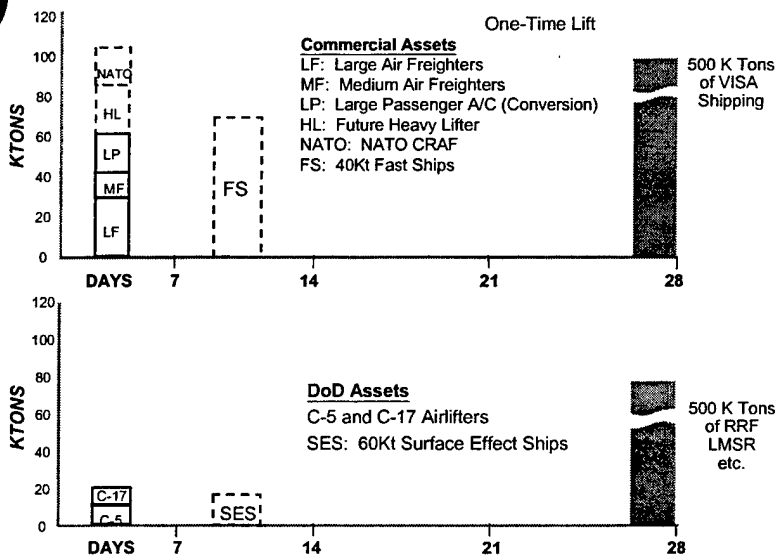 One-Time Lift
120
100
80
60
40
20
0
KTONS
NATO
HL
LP
MF
LF
FS
Commercial Assets
LF: Large Air Freighters
MF: Medium Air Freighters
LP: Large Passenger A/C (Conversion)
HL: Future Heavy Lifter
NATO: NATO CRAF
FS: 40Kt Fast Ships
500 K Tons
of VISA
Shipping
DAYS 7 14 21 28
120
100
80
60
40
20
0
KTONS
C-17
C-5
SES
DoD Assets
C-5 and C-17 Airlifters
SES: 60Kt Surface Effect Ships
500 K Tons
of RRF
LMSR
etc.
DAYS 7 14 21 28